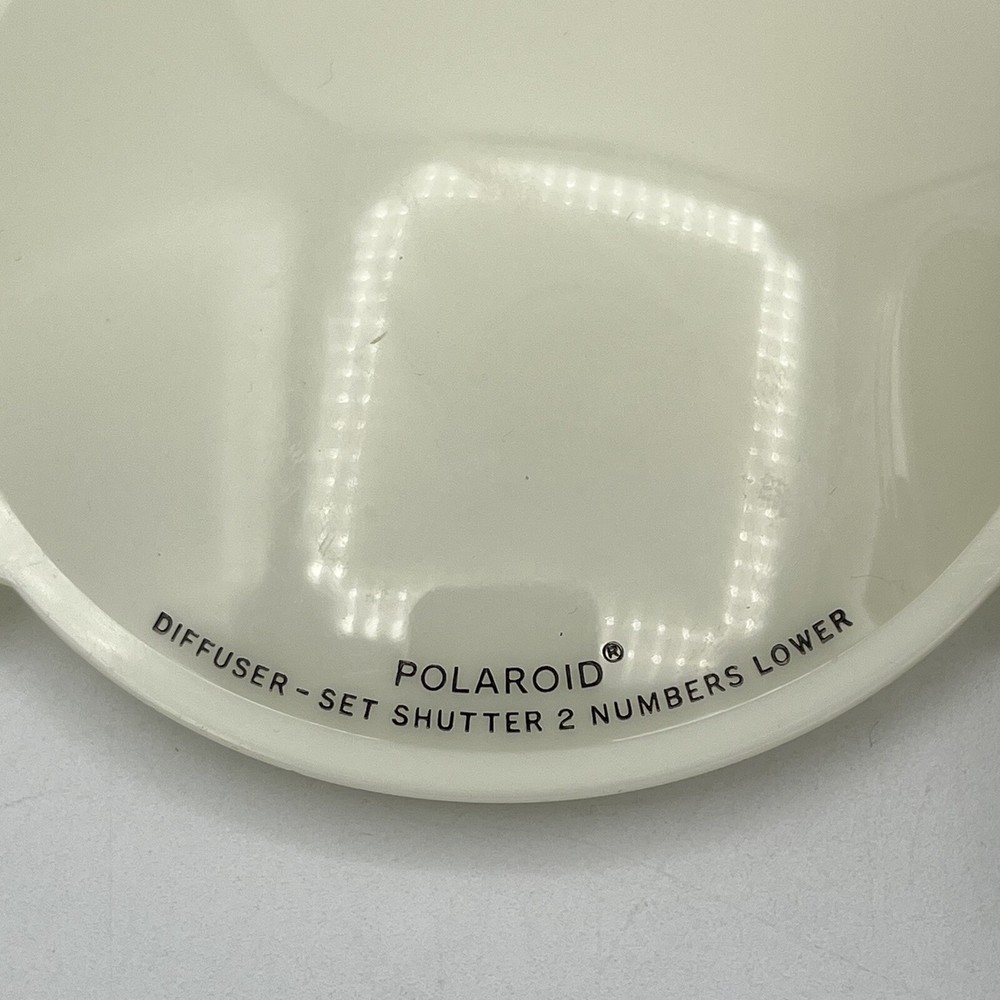 POLAROID®
DIFFUSER - SET SHUTTER 2 NUMBERS LOWER